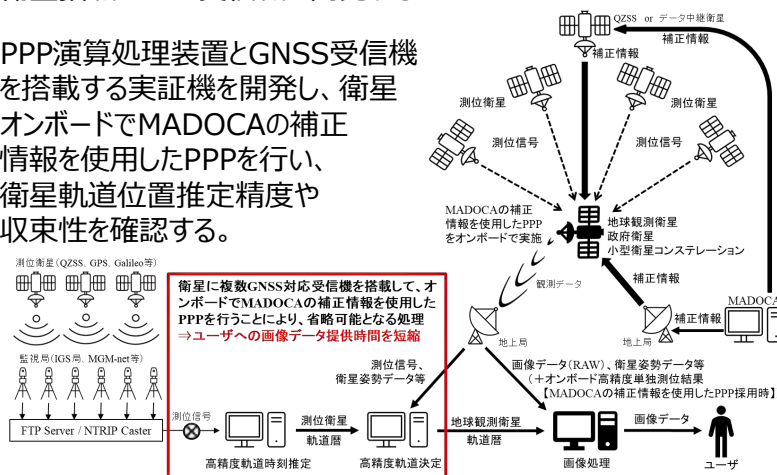 PPP演算処理装置とGNSS受信機
を搭載する実証機を開発し、衛星
オンボードでMADOCAの補正
情報を使用したPPPを行い、
衛星軌道位置推定精度や
収束性を確認する。
QZSS or データ中継衛星
補正情報
補正情報
測位衛星
測位衛星
測位信号
測位信号
MADOCAの補正
情報を使用したPPP
をオンボードで実施
地球観測衛星
政府衛星
小型衛星コンステレーション
観測データ
補正情報
MADOCA
補正情報
地上局
地上局
測位衛星(QZSS, GPS, Galileo等)
衛星に複数GNSS対応受信機を搭載して、オ
ンボードでMADOCAの補正情報を使用した
PPPを行うことにより、省略可能となる処理
⇒ユーザへの画像データ提供時間を短縮
監視局(IGS局, MGM-net等)
測位信号、
衛星姿勢データ等
画像データ(RAW)、衛星姿勢データ等
(+オンボード高精度単独測位結果
【MADOCAの補正情報を使用したPPP採用時】
FTP Server / NTRIP Caster
測位信号
測位衛星
軌道暦
地球観測衛星
軌道暦
画像データ
高精度軌道時刻推定
高精度軌道決定
画像処理
ユーザ